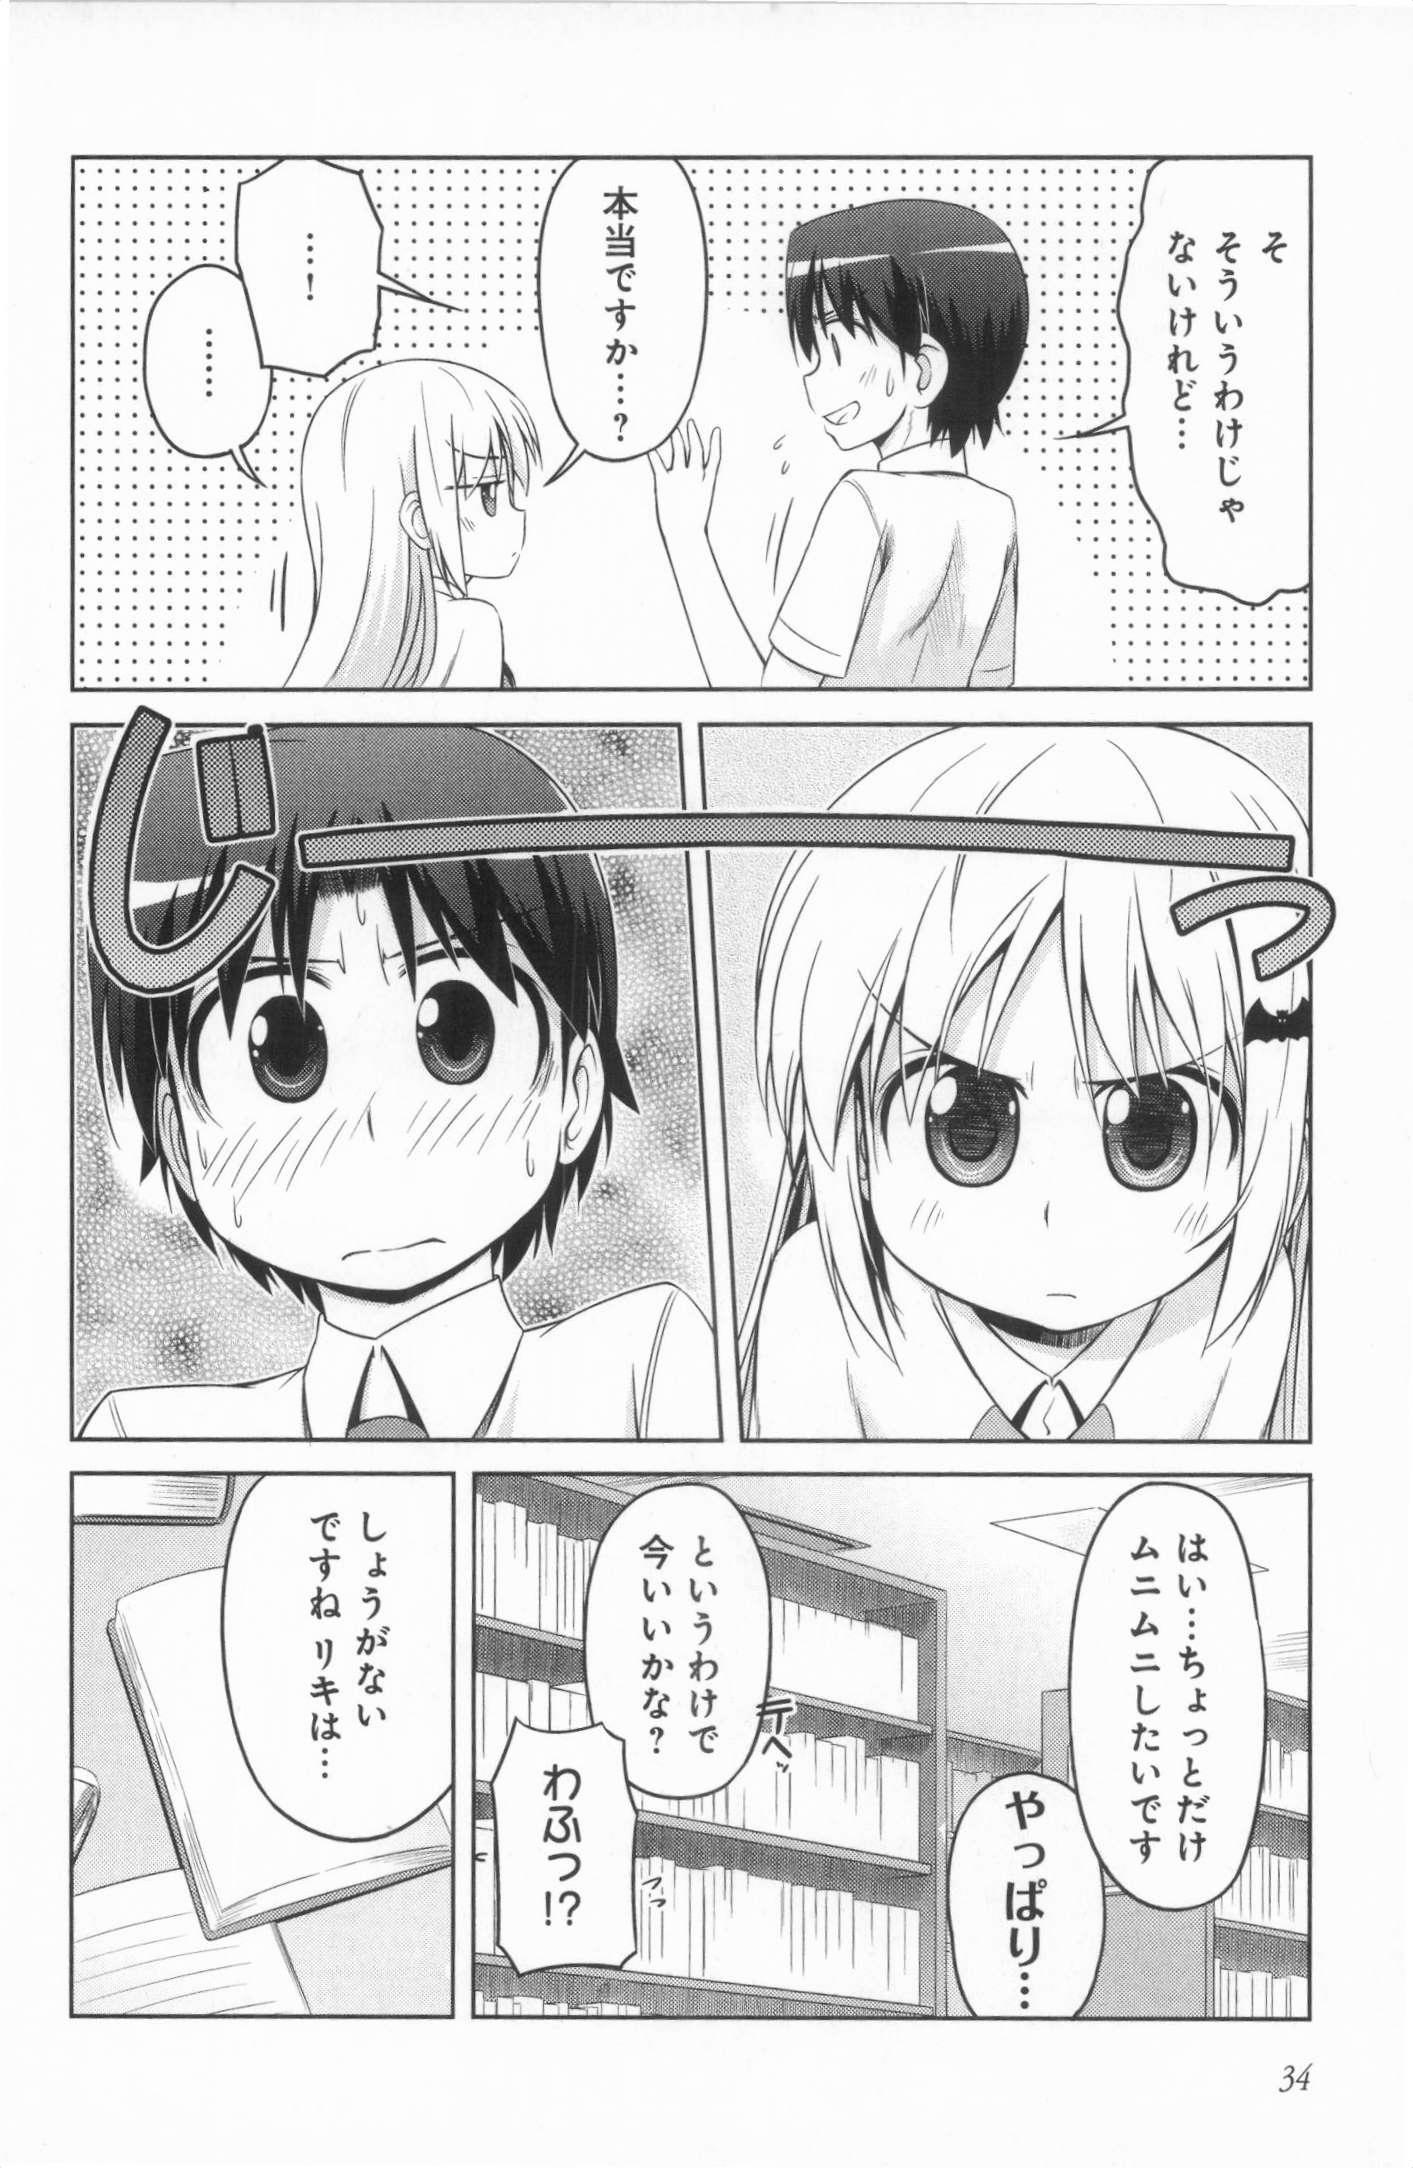 そ
そういうわけじゃ
ないけれど…
本当ですか…？
…！
……
じーっ
はい…ちょっとだけ
ムニムニしたいです
やっぱり…
というわけで
今いいかな？
テヘッ
わふっ!?
しょうがない
ですね リキは…
34